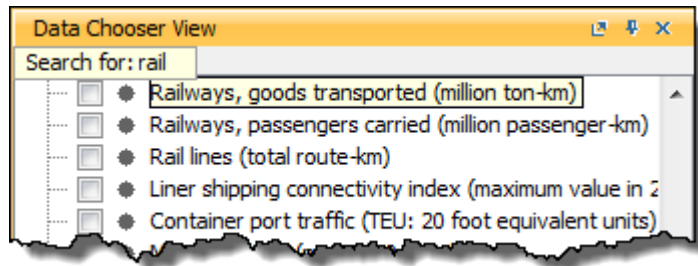 Data Chooser View
Search for: rail
Railways, goods transported (million ton-km)
Railways, passengers carried (million passenger-km)
Rail lines (total route-km)
Liner shipping connectivity index (maximum value in 2
Container port traffic (TEU: 20 foot equivalent units)